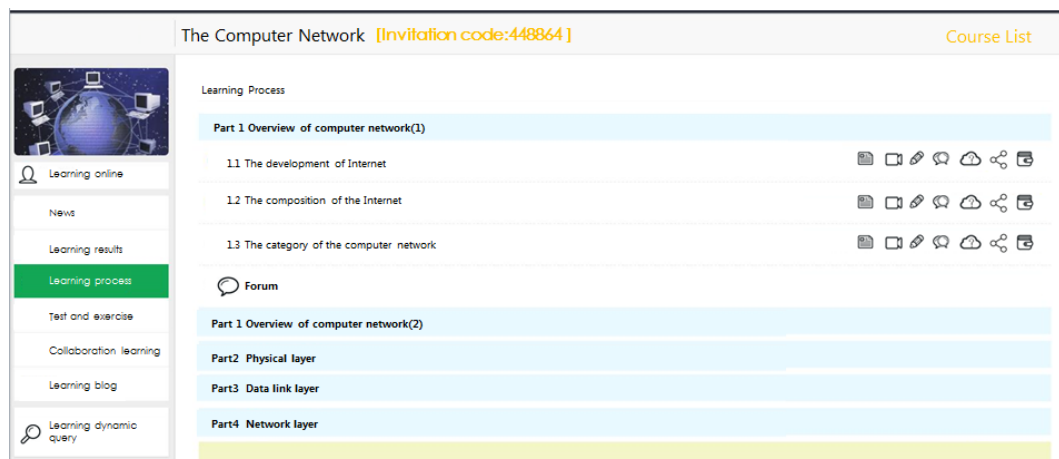 The Computer Network [Invitation code:448864]
Course List
Learning online
News
Learning results
Learning process
Test and exercise
Collaboration learning
Learning blog
Learning dynamic
query
Learning Process
Part 1 Overview of computer network(1)
1.1 The development of Internet
1.2 The composition of the Internet
1.3 The category of the computer network
Forum
Part 1 Overview of computer network(2)
Part2 Physical layer
Part3 Data link layer
Part4 Network layer